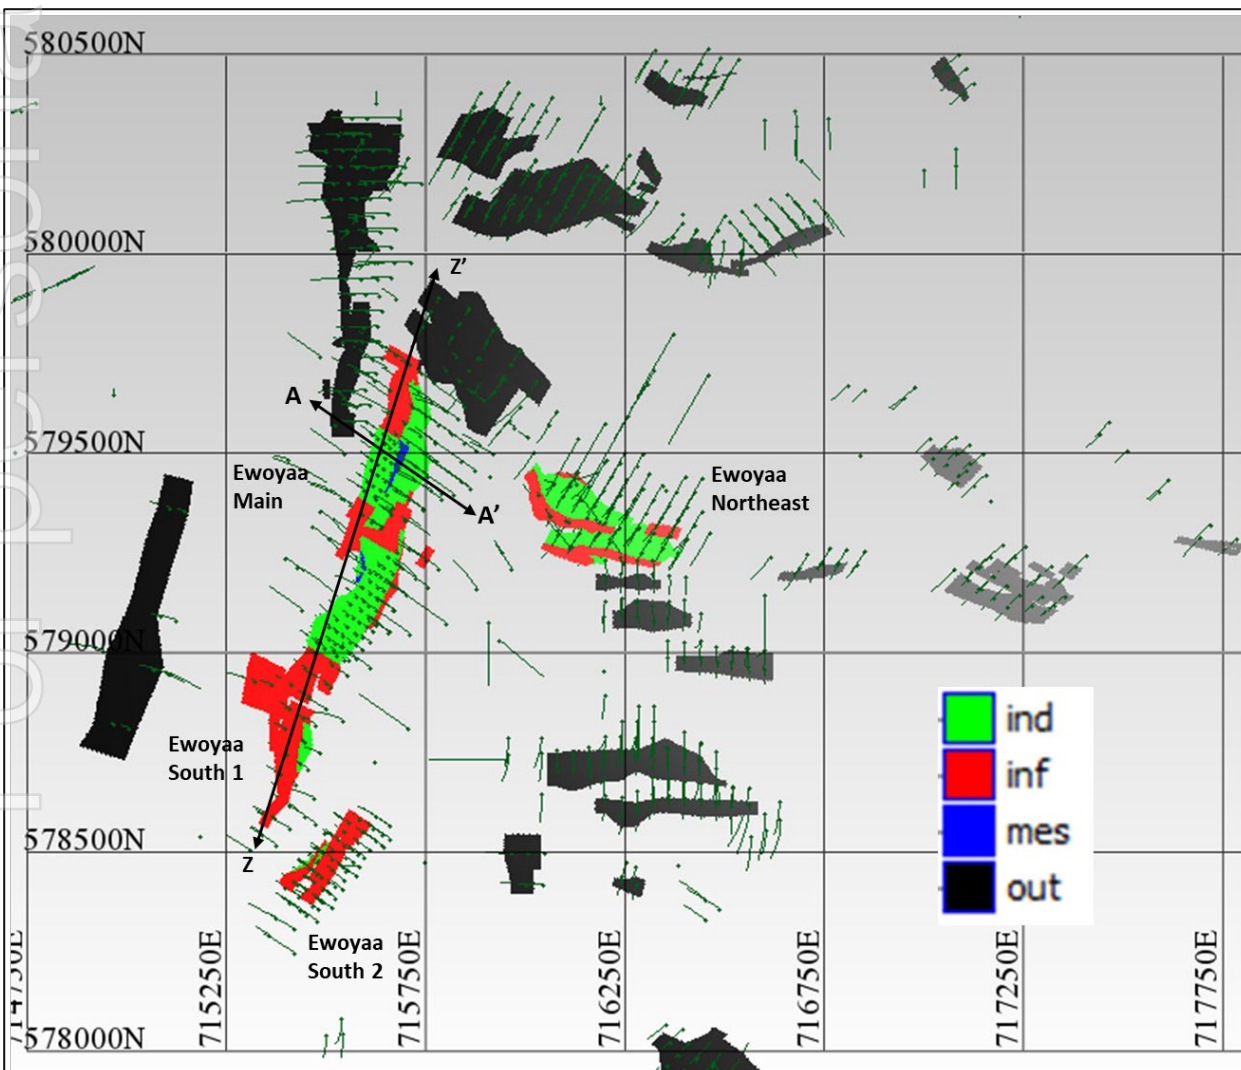 580500N
580000N
Z'
A
579500N
Ewoyaa
Main
Ewoyaa
Northeast
A'
579000N
ind
inf
mes
out
Ewoyaa
South 1
578500N
Z
Ewoyaa
South 2
715250E
715750E
716250E
716750E
717250E
717750E
578000N